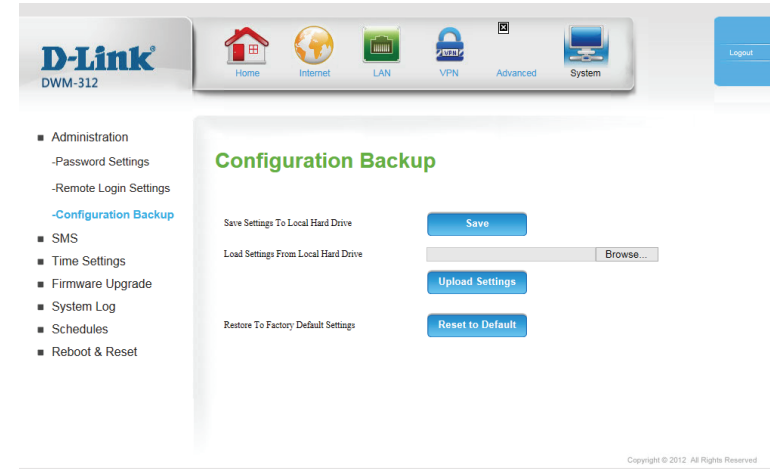 D-Link®
DWM-312
Home
Internet
LAN
VPN
VPN
Advanced
System
Logout
Administration
-Password Settings
-Remote Login Settings
-Configuration Backup
SMS
Time Settings
Firmware Upgrade
System Log
Schedules
Reboot & Reset
Configuration Backup
Save Settings To Local Hard Drive
Save
Load Settings From Local Hard Drive
Browse...
Upload Settings
Restore To Factory Default Settings
Reset to Default
Copyright © 2012 All Rights Reserved